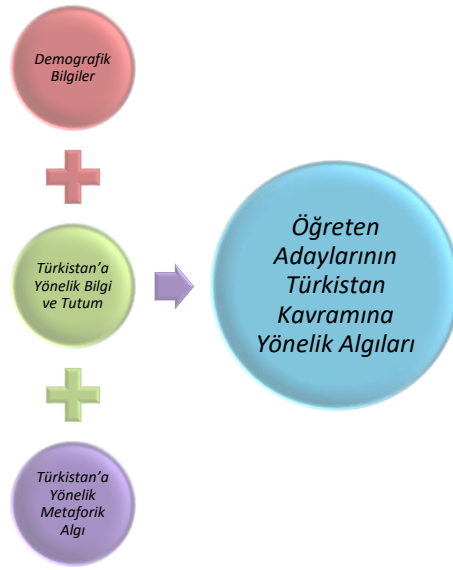 Demografik
Bilgiler
Türkistan’a
Yönelik Bilgi
ve Tutum
Türkistan’a
Yönelik
Metaforik
Algı
Öğreten
Adaylarının
Türkistan
Kavramına
Yönelik Algıları